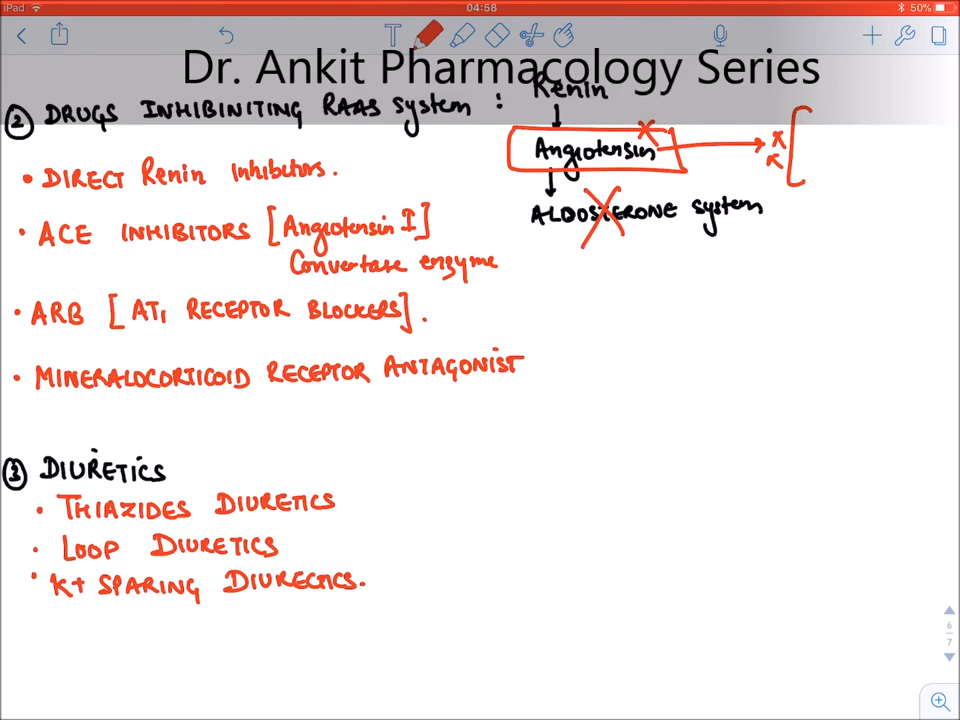 iPad 04:58 50%
Dr. Ankit Pharmacology Series
② DRUGS INHIBINITING RAAS system :
Renin
Angiotensin
ALDOSTERONE system
• DIRECT Renin Inhibitors.
• ACE INHIBITORS [Angiotensin I]
Convertase enzyme
• ARB [AT1 RECEPTOR BLOCKERS].
• MINERALOCORTICOID RECEPTOR ANTAGONIST
③ DIURETICS
• THIAZIDES DIURETICS
• LOOP DIURETICS
• K+ SPARING DIURECTICS.
6
7